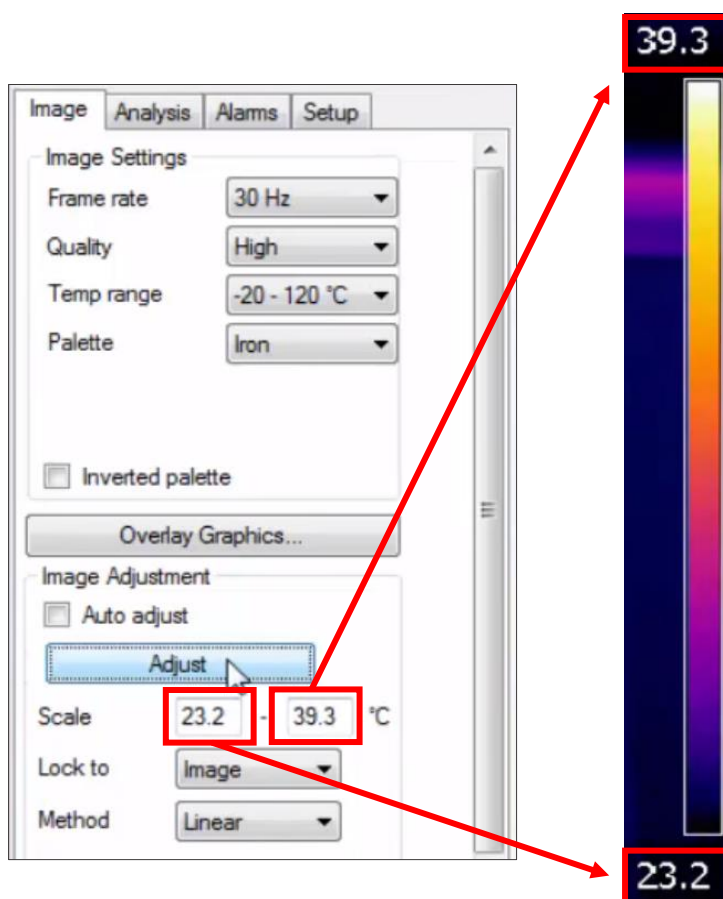 39.3
Image Analysis Alarms Setup
Image Settings
Frame rate 30 Hz
Quality High
Temp range -20 - 120 °C
Palette Iron
Inverted palette
Overlay Graphics...
Image Adjustment
Auto adjust
Adjust
Scale 23.2 - 39.3 °C
Lock to Image
Method Linear
23.2